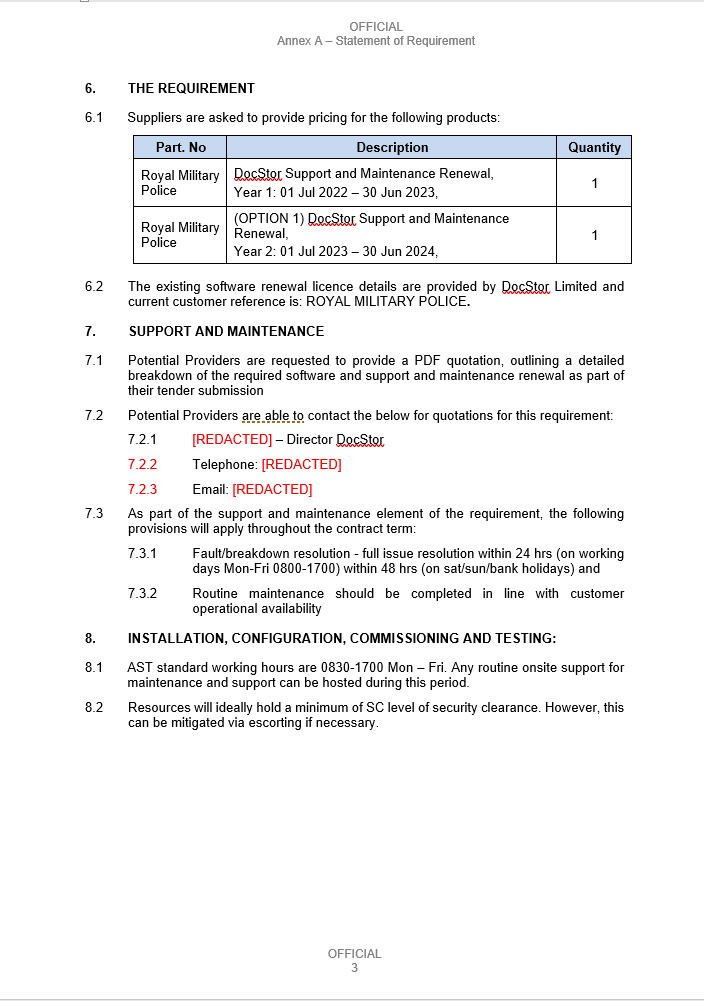 OFFICIAL
Annex A – Statement of Requirement
6. THE REQUIREMENT
6.1 Suppliers are asked to provide pricing for the following products:
Part. No Description Quantity
Royal Military Police DocStor Support and Maintenance Renewal, Year 1: 01 Jul 2022 – 30 Jun 2023, 1
Royal Military Police (OPTION 1) DocStor Support and Maintenance Renewal, Year 2: 01 Jul 2023 – 30 Jun 2024, 1
6.2 The existing software renewal licence details are provided by DocStor Limited and
current customer reference is: ROYAL MILITARY POLICE.
7. SUPPORT AND MAINTENANCE
7.1 Potential Providers are requested to provide a PDF quotation, outlining a detailed
breakdown of the required software and support and maintenance renewal as part of
their tender submission
7.2 Potential Providers are able to contact the below for quotations for this requirement:
7.2.1 [REDACTED] – Director DocStor
7.2.2 Telephone: [REDACTED]
7.2.3 Email: [REDACTED]
7.3 As part of the support and maintenance element of the requirement, the following
provisions will apply throughout the contract term:
7.3.1 Fault/breakdown resolution - full issue resolution within 24 hrs (on working
days Mon-Fri 0800-1700) within 48 hrs (on sat/sun/bank holidays) and
7.3.2 Routine maintenance should be completed in line with customer
operational availability
8. INSTALLATION, CONFIGURATION, COMMISSIONING AND TESTING:
8.1 AST standard working hours are 0830-1700 Mon – Fri. Any routine onsite support for
maintenance and support can be hosted during this period.
8.2 Resources will ideally hold a minimum of SC level of security clearance. However, this
can be mitigated via escorting if necessary.
OFFICIAL
3